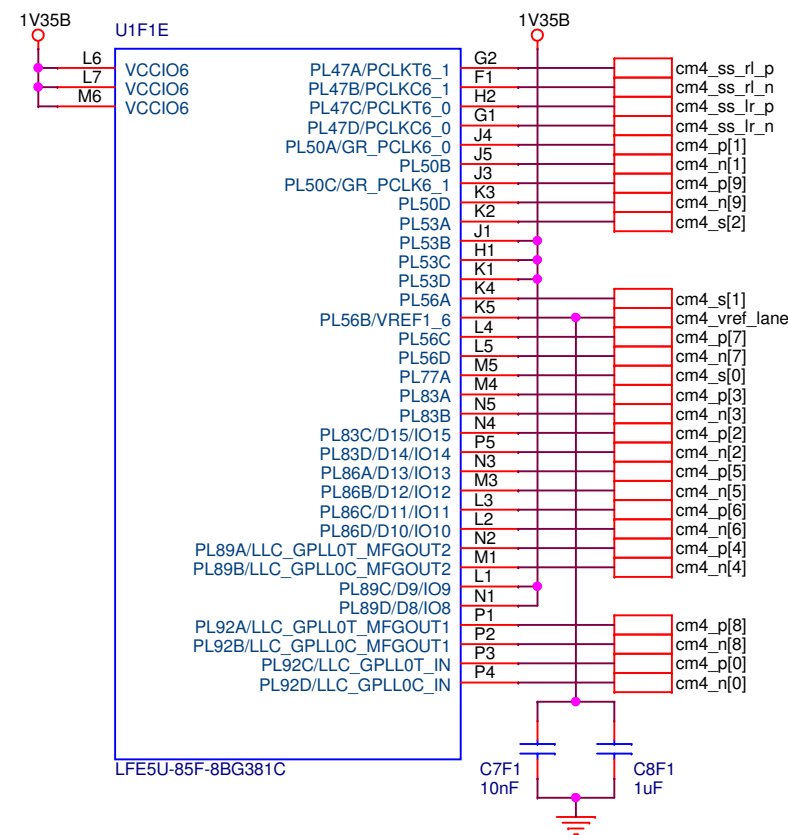 1V35B
1V35B
U1F1E
L6 VCCIO6
L7 VCCIO6
M6 VCCIO6
PL47A/PCLKT6_1 G2 cm4_ss_rl_p
PL47B/PCLKC6_1 F1 cm4_ss_rl_n
PL47C/PCLKT6_0 H2 cm4_ss_lr_p
PL47D/PCLKC6_0 G1 cm4_ss_lr_n
PL50A/GR_PCLK6_0 J4 cm4_p[1]
PL50B J5 cm4_n[1]
PL50C/GR_PCLK6_1 J3 cm4_p[9]
PL50D K3 cm4_n[9]
PL53A K2 cm4_s[2]
PL53B J1
PL53C H1
PL53D K1
PL56A K4 cm4_s[1]
PL56B/VREF1_6 K5 cm4_vref_lane
PL56C L4 cm4_p[7]
PL56D L5 cm4_n[7]
PL77A M5 cm4_s[0]
PL83A M4 cm4_p[3]
PL83B N5 cm4_n[3]
PL83C/D15/IO15 N4 cm4_p[2]
PL83D/D14/IO14 P5 cm4_n[2]
PL86A/D13/IO13 N3 cm4_p[5]
PL86B/D12/IO12 M3 cm4_n[5]
PL86C/D11/IO11 L3 cm4_p[6]
PL86D/D10/IO10 L2 cm4_n[6]
PL89A/LLC_GPLL0T_MFGOUT2 N2 cm4_p[4]
PL89B/LLC_GPLL0C_MFGOUT2 M1 cm4_n[4]
PL89C/D9/IO9 L1
PL89D/D8/IO8 N1
PL92A/LLC_GPLL0T_MFGOUT1 P1 cm4_p[8]
PL92B/LLC_GPLL0C_MFGOUT1 P2 cm4_n[8]
PL92C/LLC_GPLL0T_IN P3 cm4_p[0]
PL92D/LLC_GPLL0C_IN P4 cm4_n[0]
LFE5U-85F-8BG381C
C7F1
10nF
C8F1
1uF